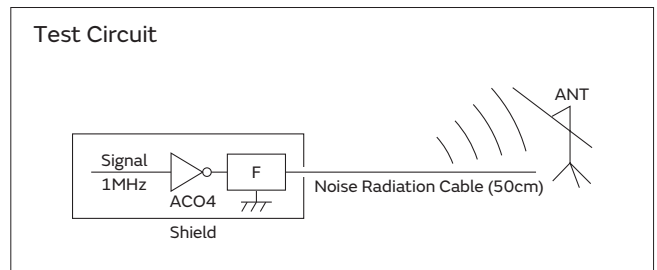 Test Circuit
ANT
Signal
1MHz
F
ACO4
Noise Radiation Cable (50cm)
Shield